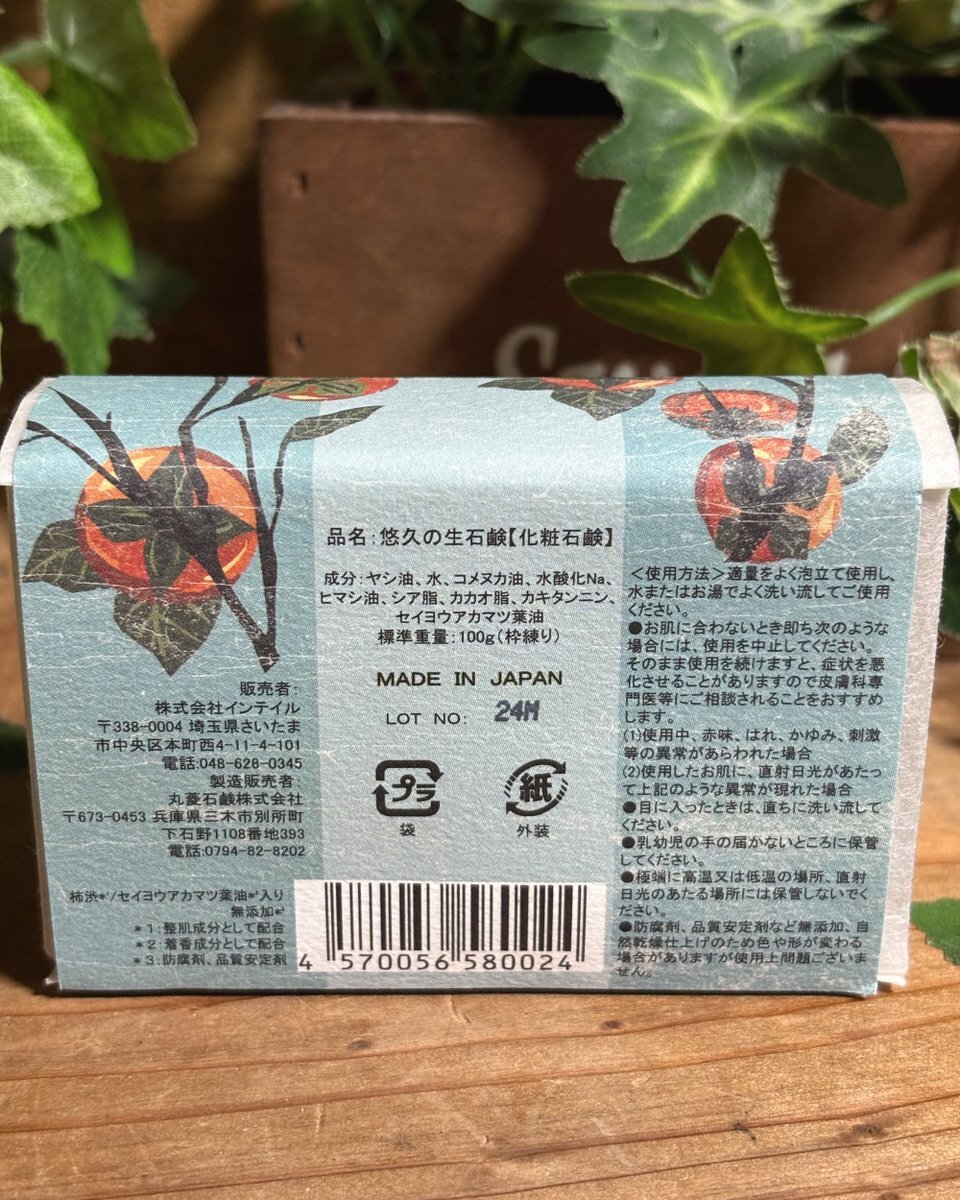 品名:悠久の生石鹸【化粧石鹸】
成分:ヤシ油、水、コメヌカ油、水酸化Na、
ヒマシ油、シア脂、カカオ脂、カキタンニン、
セイヨウアカマツ葉油
標準重量:100g(枠練り)
MADE IN JAPAN
LOT NO: 24M
プラ
袋
紙
外装
販売者:
株式会社インテイル
〒338-0004 埼玉県さいたま
市中央区本町西4-11-4-101
電話:048-628-0345
製造販売者:
丸菱石鹸株式会社
〒673-0453 兵庫県三木市別所町
下石野1108番地393
電話:0794-82-8202
柿渋*¹/セイヨウアカマツ葉油*²入り
無添加*³
*1:整肌成分として配合
*2:着香成分として配合
*3:防腐剤、品質安定剤
4 570056 580024
<使用方法>適量をよく泡立て使用し、
水またはお湯でよく洗い流してご使用
ください。
●お肌に合わないとき即ち次のような
場合には、使用を中止してください。
そのまま使用を続けますと、症状を悪
化させることがありますので皮膚科専
門医等にご相談されることをおすすめ
します。
(1)使用中、赤味、はれ、かゆみ、刺激
等の異常があらわれた場合
(2)使用したお肌に、直射日光があたっ
て上記のような異常が現れた場合
●目に入ったときは、直ちに洗い流して
ください。
●乳幼児の手の届かないところに保管
してください。
●極端に高温又は低温の場所、直射
日光のあたる場所には保管しないでく
ださい。
●防腐剤、品質安定剤など無添加、自
然乾燥仕上げのため色や形が変わる
場合がありますが使用上問題ございま
せん。